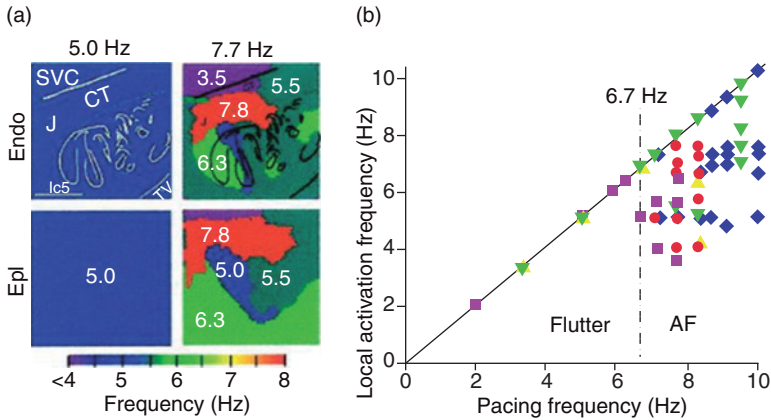 (a)
5.0 Hz
7.7 Hz
Endo
SVC
CT
J
Ic5
TV
3.5
5.5
7.8
6.3
Epl
5.0
7.8
5.0
5.5
6.3
<4
5
6
7
8
Frequency (Hz)
(b)
Local activation frequency (Hz)
10
8
6
4
2
0
6.7 Hz
Flutter
AF
0
2
4
6
8
10
Pacing frequency (Hz)